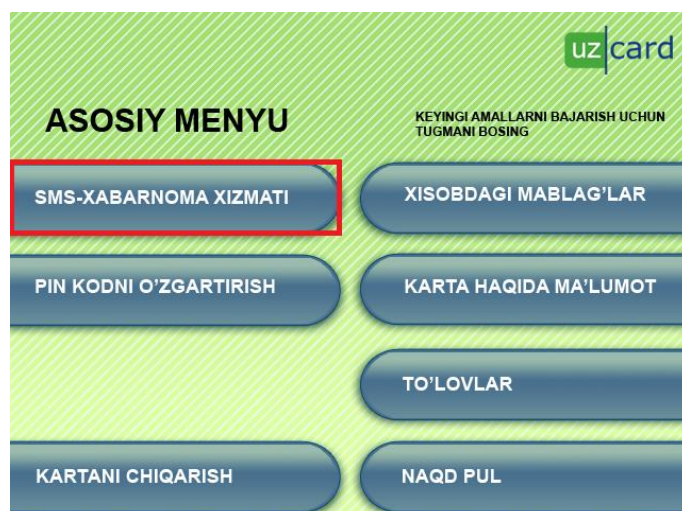 uz card
ASOSIY MENYU
KEYINGI AMALLARNI BAJARISH UCHUN
TUGMANI BOSING
SMS-XABARNOMA XIZMATI
XISOBDAGI MABLAG’LAR
PIN KODNI O’ZGARTIRISH
KARTA HAQIDA MA’LUMOT
TO’LOVLAR
KARTANI CHIQARISH
NAQD PUL